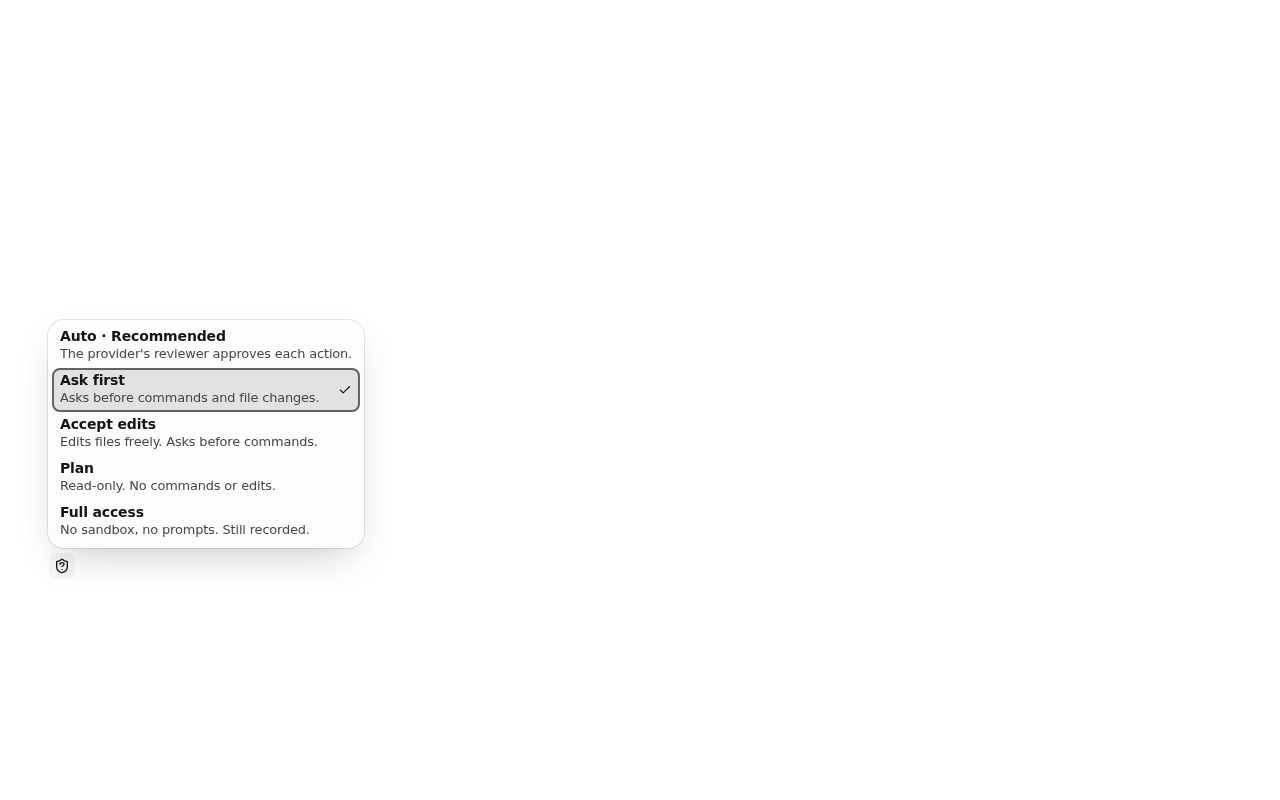 Auto · Recommended
The provider's reviewer approves each action.
Ask first
Asks before commands and file changes.
Accept edits
Edits files freely. Asks before commands.
Plan
Read-only. No commands or edits.
Full access
No sandbox, no prompts. Still recorded.